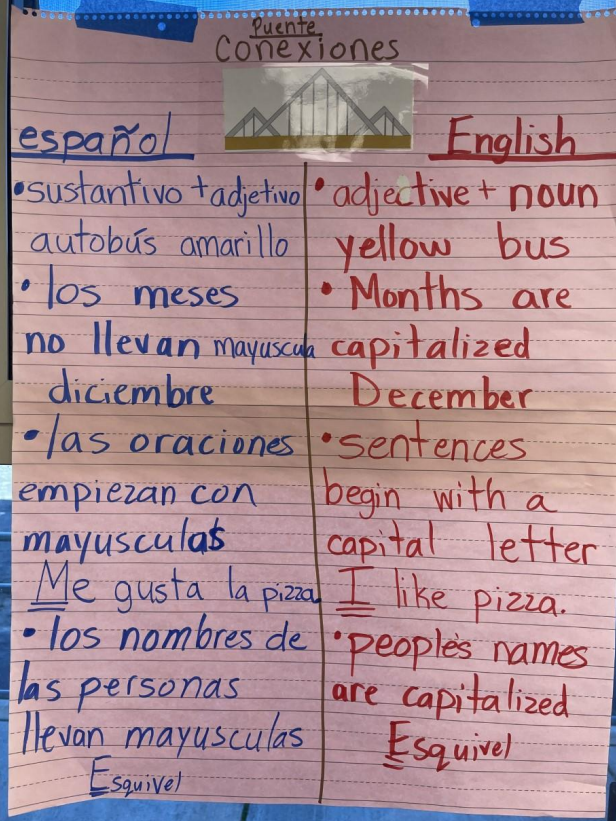 Puente
Conexiones
español
• sustantivo + adjetivo
autobús amarillo
• los meses
no llevan mayuscula
diciembre
• las oraciones
empiezan con
mayusculas
Me gusta la pizza.
• los nombres de
las personas
llevan mayusculas
Esquivel
English
• adjective + noun
yellow bus
• Months are
capitalized
December
• sentences
begin with a
capital letter
I like pizza.
• people's names
are capitalized
Esquivel